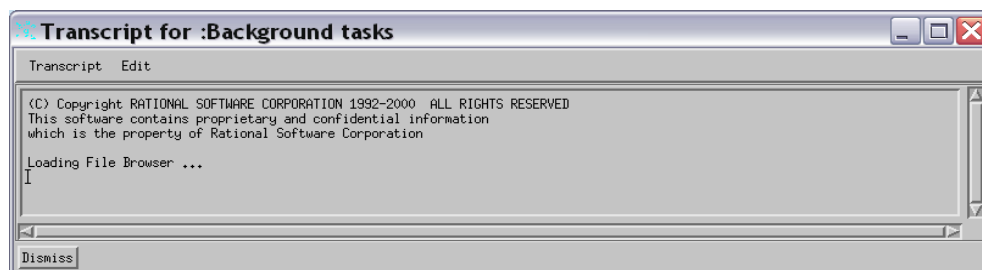 Transcript for :Background tasks
Transcript Edit
(C) Copyright RATIONAL SOFTWARE CORPORATION 1992-2000 ALL RIGHTS RESERVED
This software contains proprietary and confidential information
which is the property of Rational Software Corporation
Loading File Browser ...
Dismiss